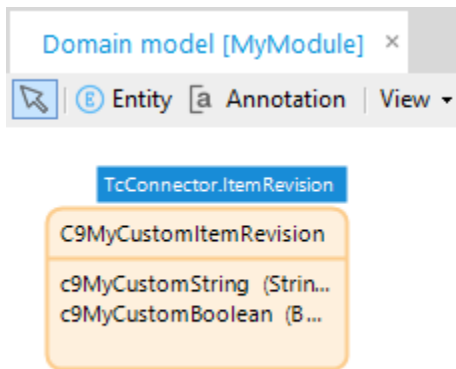 Domain model [MyModule] ×
E Entity [a Annotation View
TcConnector.ItemRevision
C9MyCustomItemRevision
c9MyCustomString (Strin...
c9MyCustomBoolean (B...